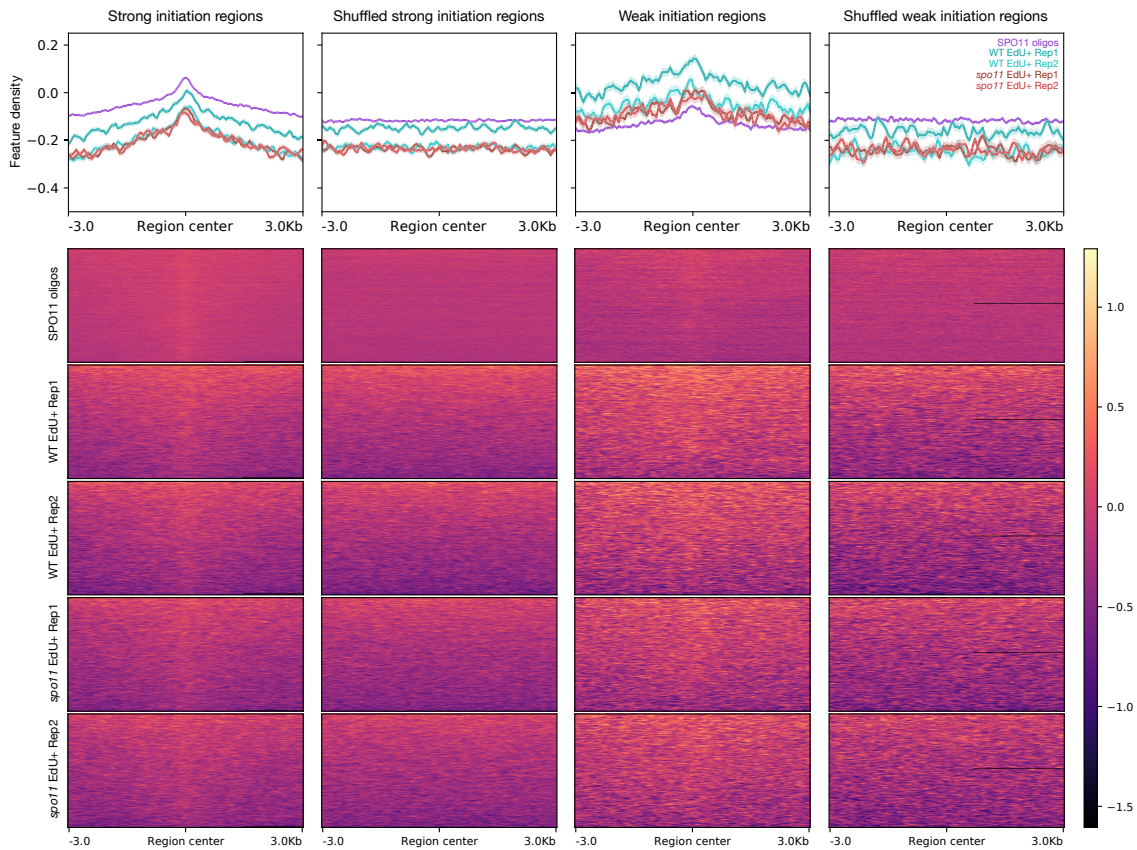 Strong initiation regions
Shuffled strong initiation regions
Weak initiation regions
Shuffled weak initiation regions
Feature density
0.2
0.0
−0.2
−0.4
SPO11 oligos
WT EdU+ Rep1
WT EdU+ Rep2
spo11 EdU+ Rep1
spo11 EdU+ Rep2
-3.0 Region center 3.0Kb
-3.0 Region center 3.0Kb
-3.0 Region center 3.0Kb
-3.0 Region center 3.0Kb
SPO11 oligos
WT EdU+ Rep1
WT EdU+ Rep2
spo11 EdU+ Rep1
spo11 EdU+ Rep2
-3.0 Region center 3.0Kb
-3.0 Region center 3.0Kb
-3.0 Region center 3.0Kb
-3.0 Region center 3.0Kb
1.0
0.5
0.0
−0.5
−1.0
−1.5